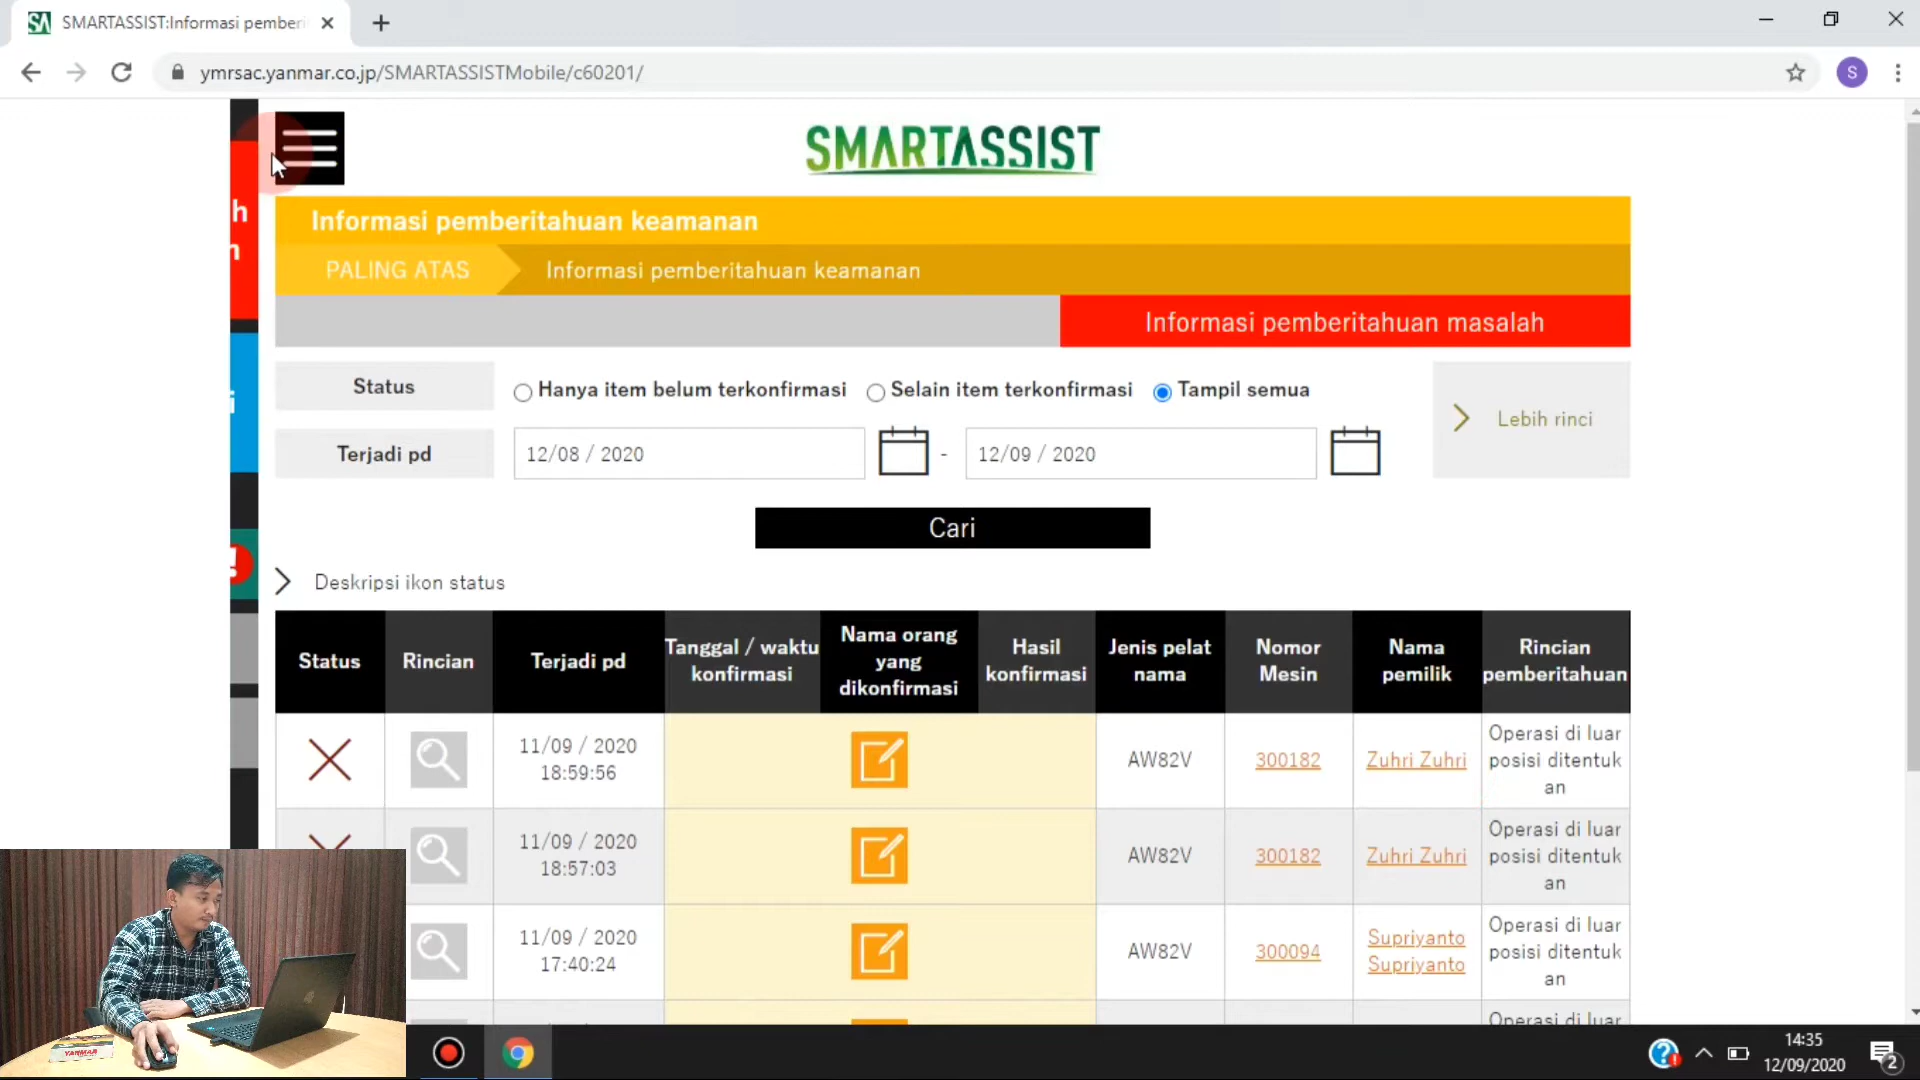 SMARTASSIST:Informasi pemberi
ymrsac.yanmar.co.jp/SMARTASSISTMobile/c60201/
SMARTASSIST
h
n
i
!
Informasi pemberitahuan keamanan
PALING ATAS Informasi pemberitahuan keamanan
Informasi pemberitahuan masalah
Status Hanya item belum terkonfirmasi Selain item terkonfirmasi Tampil semua
Lebih rinci
Terjadi pd 12/08 / 2020 - 12/09 / 2020
Cari
Deskripsi ikon status
Status Rincian Terjadi pd Tanggal / waktu konfirmasi Nama orang yang dikonfirmasi Hasil konfirmasi Jenis pelat nama Nomor Mesin Nama pemilik Rincian pemberitahuan
11/09 / 2020
18:59:56
AW82V 300182 Zuhri Zuhri
Operasi di luar
posisi ditentuk
an
11/09 / 2020
18:57:03
AW82V 300182 Zuhri Zuhri
Operasi di luar
posisi ditentuk
an
11/09 / 2020
17:40:24
AW82V 300094
Supriyanto
Supriyanto
Operasi di luar
posisi ditentuk
an
Operasi di luar
YANMAR
S
14:35
12/09/2020
2